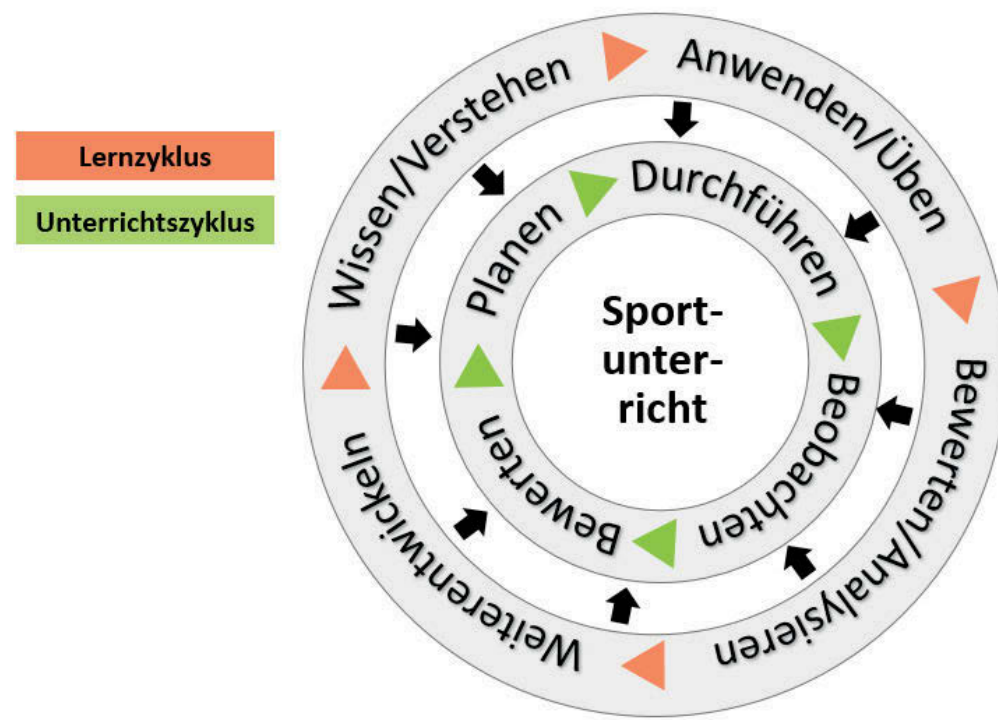 Lernzyklus
Unterrichtszyklus
Wissen/Verstehen
Anwenden/Üben
Bewerten/Analysieren
Weiterentwickeln
Planen
Durchführen
Beobachten
Bewerten
Sport-
unter-
richt